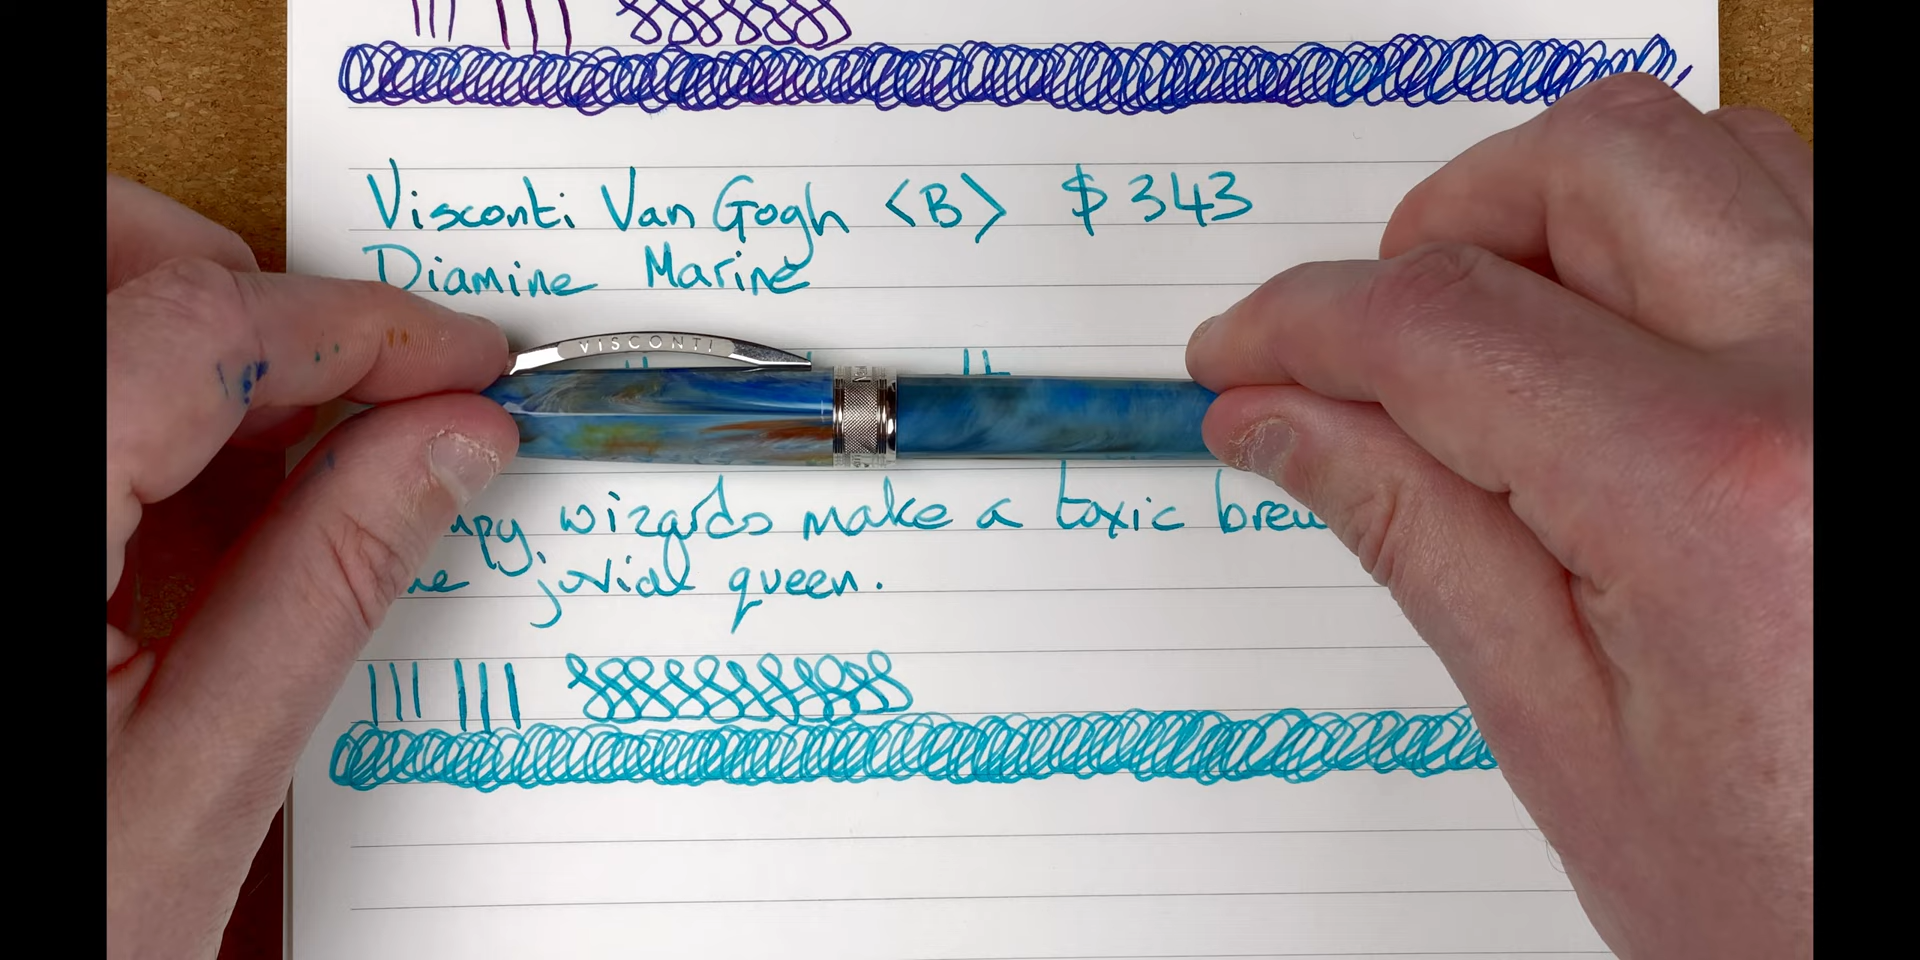 Visconti Van Gogh <B> $343
Diamine Marine
VISCONTI
wizards make a toxic brew
jovial queen.